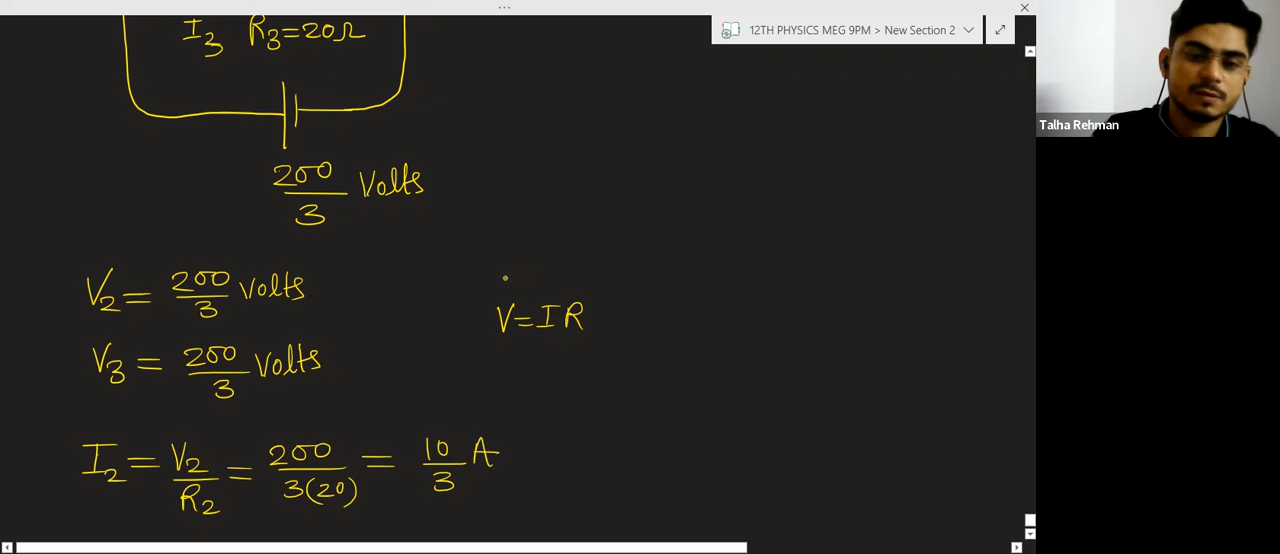 I₃ R₃=20Ω
12TH PHYSICS MEG 9PM > New Section 2
Talha Rehman
200/3 Volts
V₂ = 200/3 volts
V = I R
V₃ = 200/3 volts
I₂ = V₂/R₂ = 200/3(20) = 10/3 A